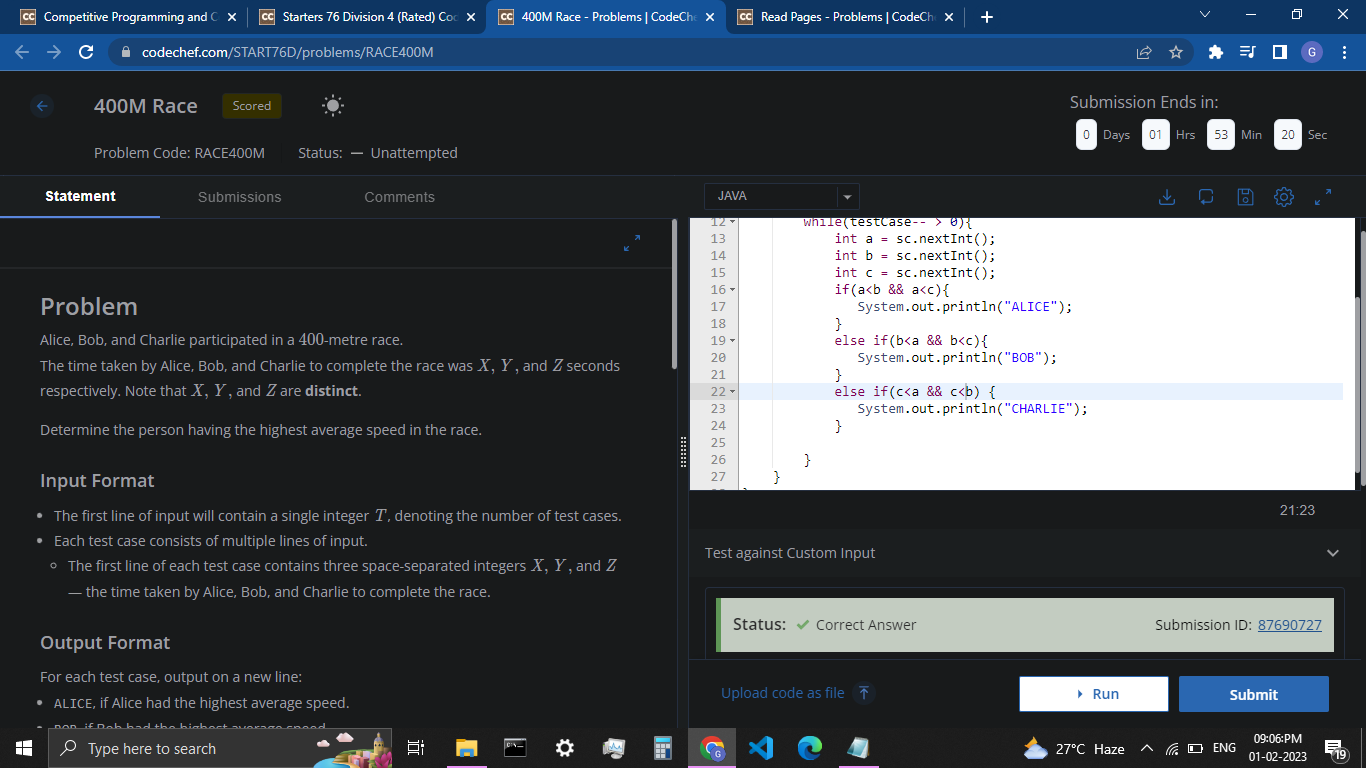 Competitive Programming and C
Starters 76 Division 4 (Rated) Co
400M Race - Problems | CodeChe
Read Pages - Problems | CodeChe
codechef.com/START76D/problems/RACE400M
G
400M Race
Scored
Submission Ends in:
0 Days 01 Hrs 53 Min 20 Sec
Problem Code: RACE400M
Status: — Unattempted
Statement
Submissions
Comments
JAVA
Problem
Alice, Bob, and Charlie participated in a 400-metre race.
The time taken by Alice, Bob, and Charlie to complete the race was X, Y, and Z seconds
respectively. Note that X, Y, and Z are distinct.
Determine the person having the highest average speed in the race.
Input Format
• The first line of input will contain a single integer T, denoting the number of test cases.
• Each test case consists of multiple lines of input.
◦ The first line of each test case contains three space-separated integers X, Y, and Z
— the time taken by Alice, Bob, and Charlie to complete the race.
Output Format
For each test case, output on a new line:
• ALICE, if Alice had the highest average speed.
• BOB, if Bob had the highest average speed.
12 while(testCase-- > 0){
13 int a = sc.nextInt();
14 int b = sc.nextInt();
15 int c = sc.nextInt();
16 if(a<b && a<c){
17 System.out.println("ALICE");
18 }
19 else if(b<a && b<c){
20 System.out.println("BOB");
21 }
22 else if(c<a && c<b) {
23 System.out.println("CHARLIE");
24 }
25
26 }
27 }
21:23
Test against Custom Input
Status: ✓ Correct Answer
Submission ID: 87690727
Upload code as file
Run
Submit
Type here to search
27°C Haze
ENG
09:06PM
01-02-2023
19